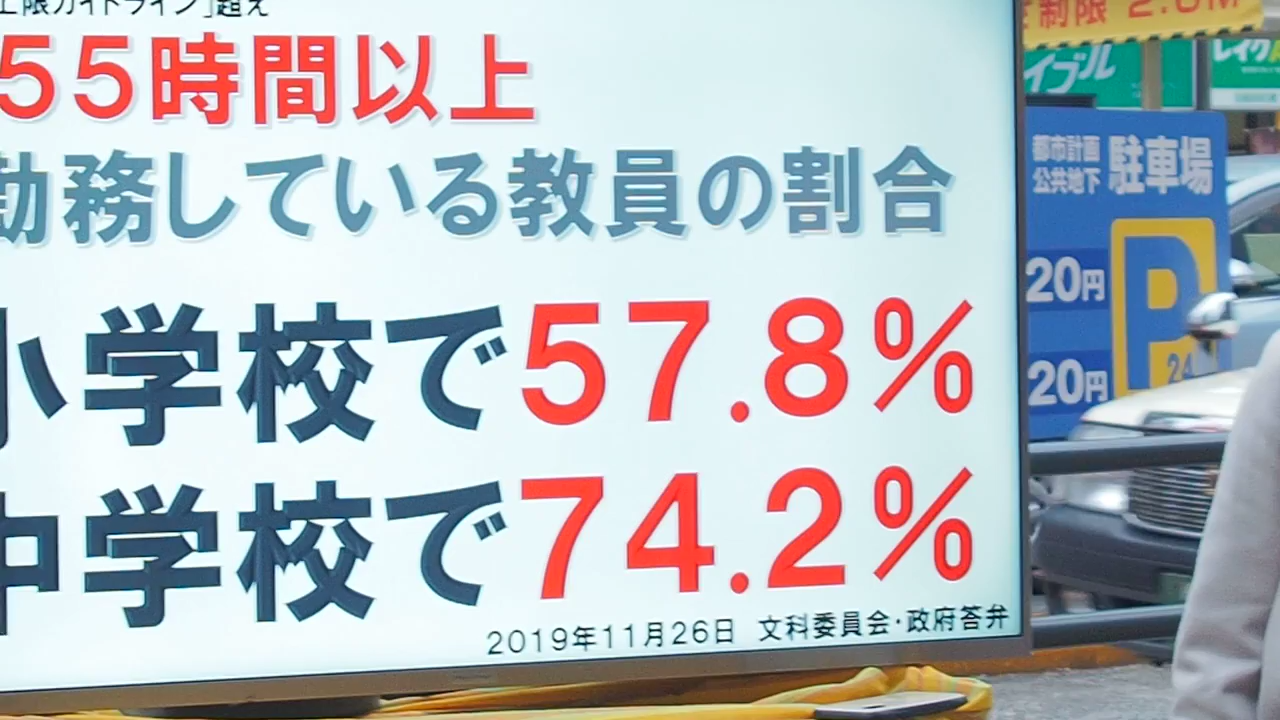 上限ガイドライン」超え
55時間以上
勤務している教員の割合
小学校で57.8%
中学校で74.2%
2019年11月26日 文科委員会・政府答弁
制限 2.0M
イブル
レイク
都市計画
公共地下
駐車場
20円
P
24
20円